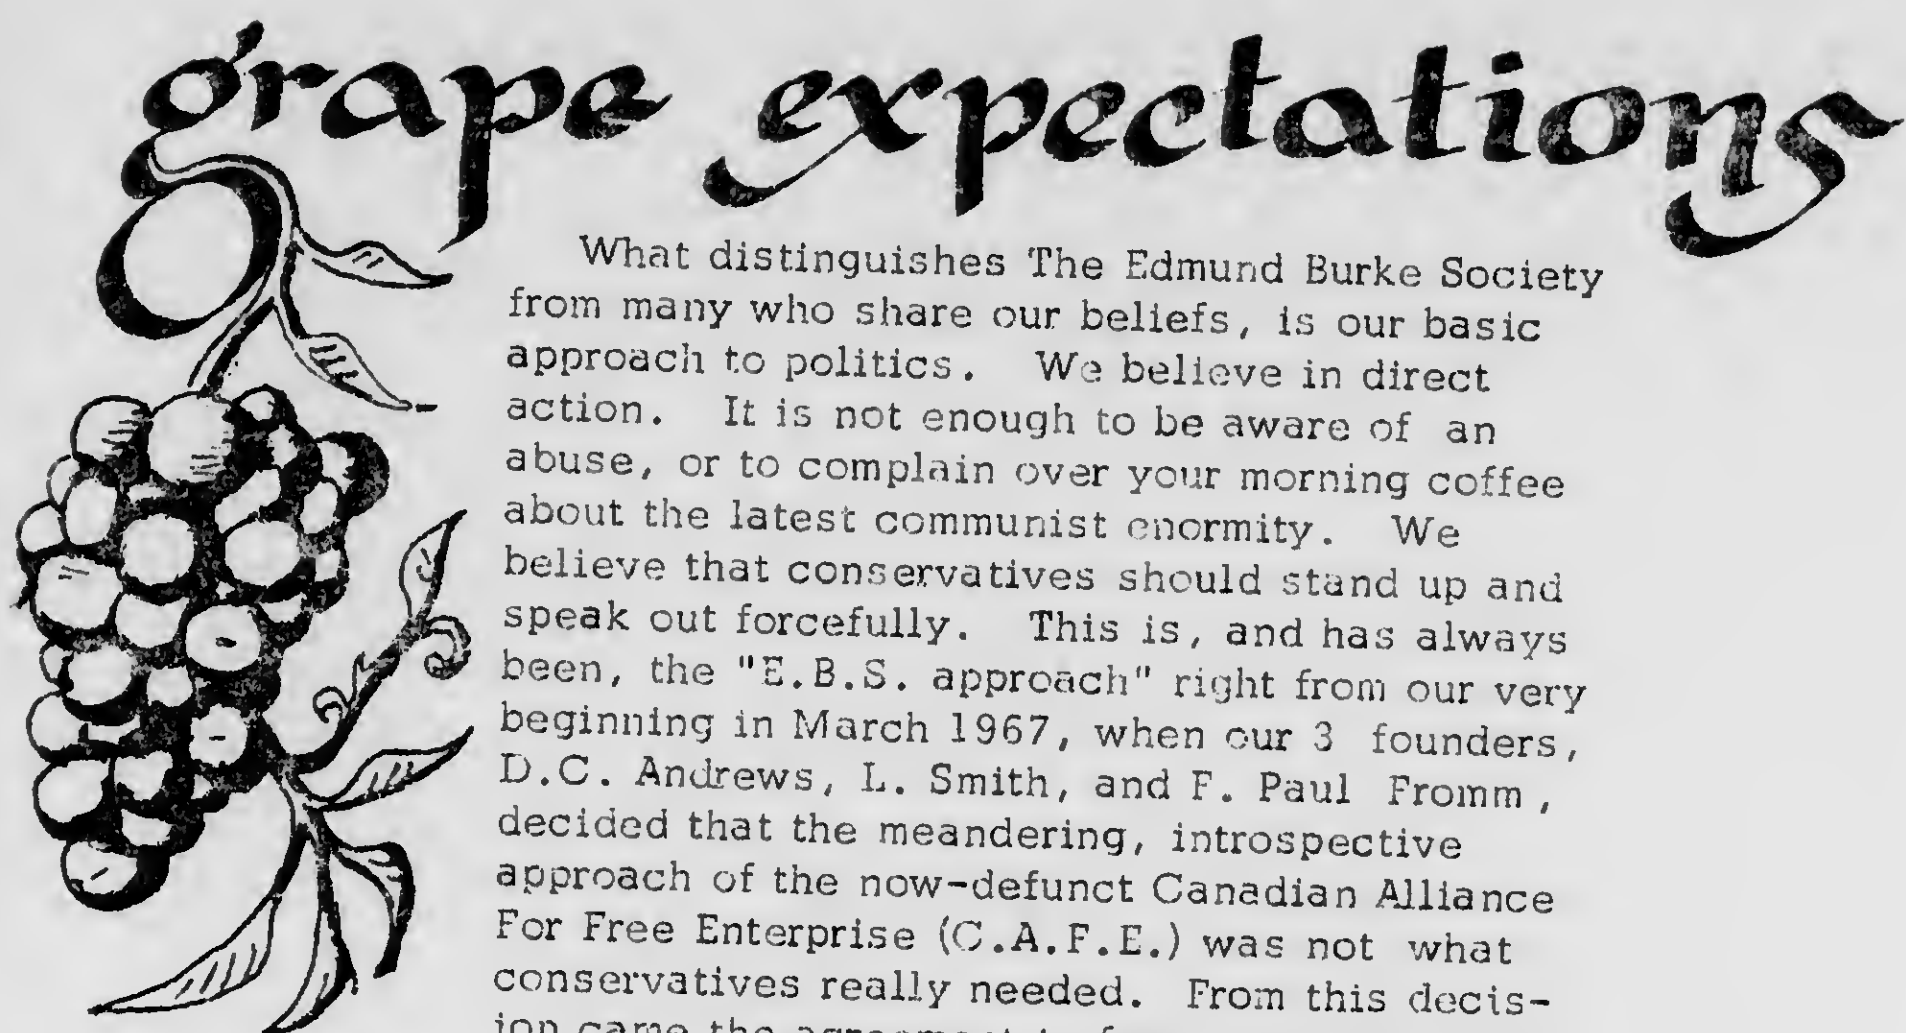 grape expectations
What distinguishes The Edmund Burke Society
from many who share our beliefs, is our basic
approach to politics. We believe in direct
action. It is not enough to be aware of an
abuse, or to complain over your morning coffee
about the latest communist enormity. We
believe that conservatives should stand up and
speak out forcefully. This is, and has always
been, the "E.B.S. approach" right from our very
beginning in March 1967, when our 3 founders,
D.C. Andrews, L. Smith, and F. Paul Fromm,
decided that the meandering, introspective
approach of the now-defunct Canadian Alliance
For Free Enterprise (C.A.F.E.) was not what
conservatives really needed. From this decis-
ion came the agreement